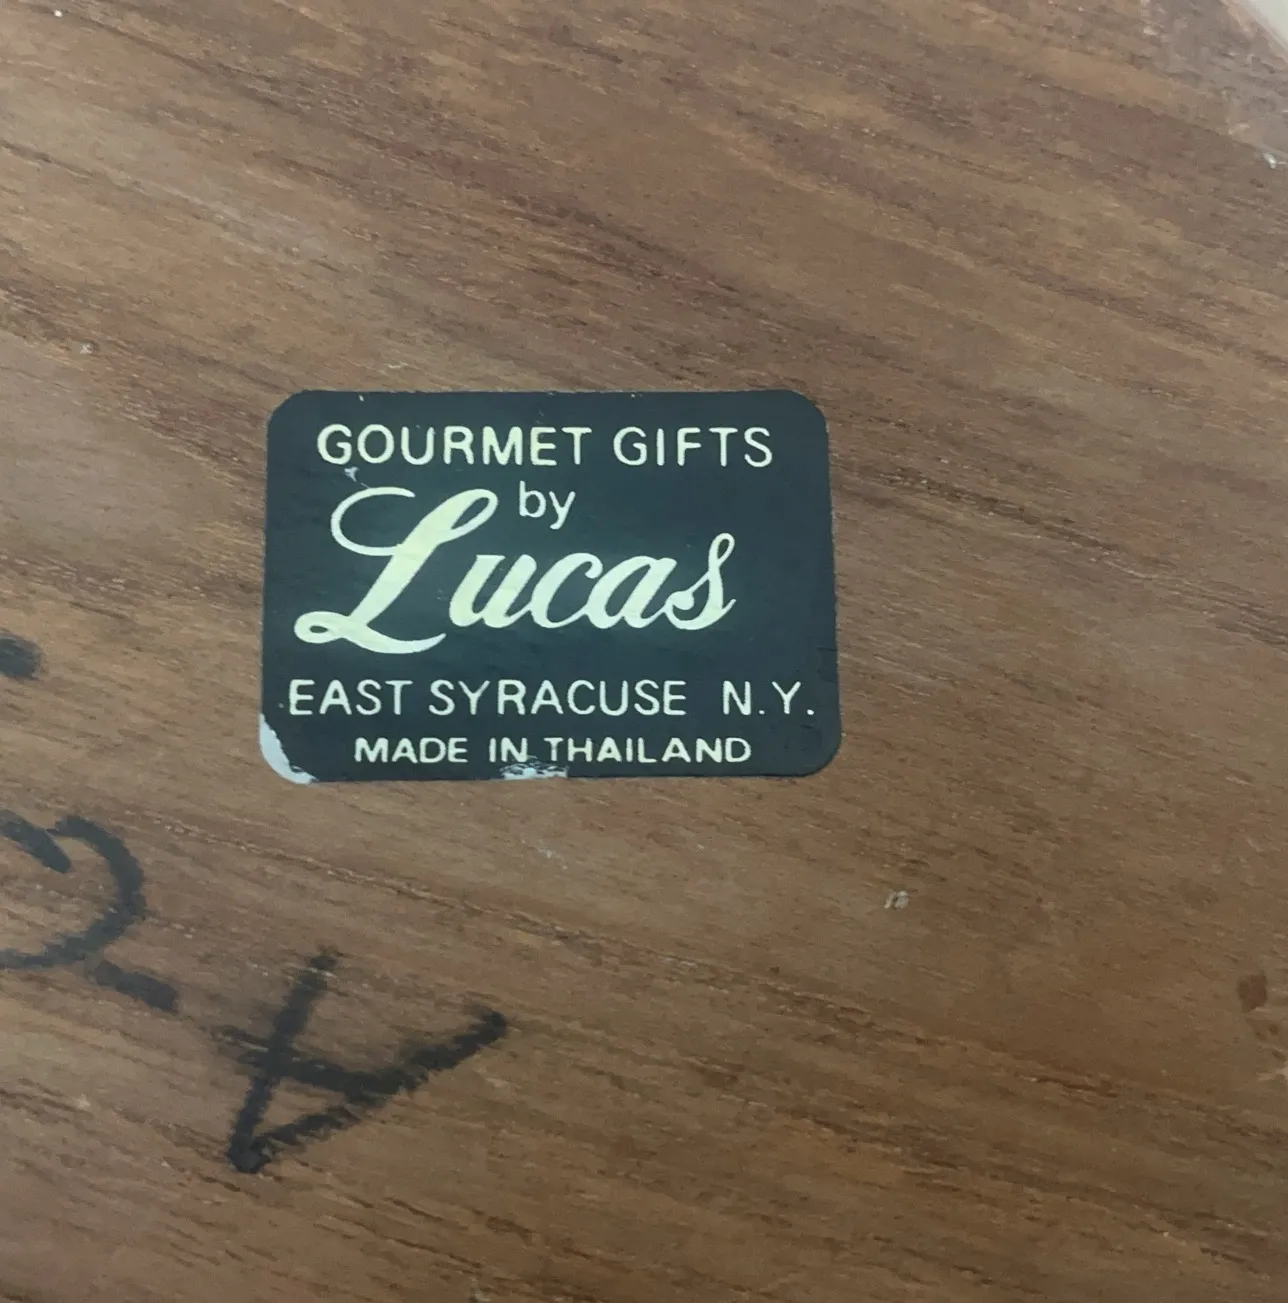 GOURMET GIFTS
by
Lucas
EAST SYRACUSE N.Y.
MADE IN THAILAND
A